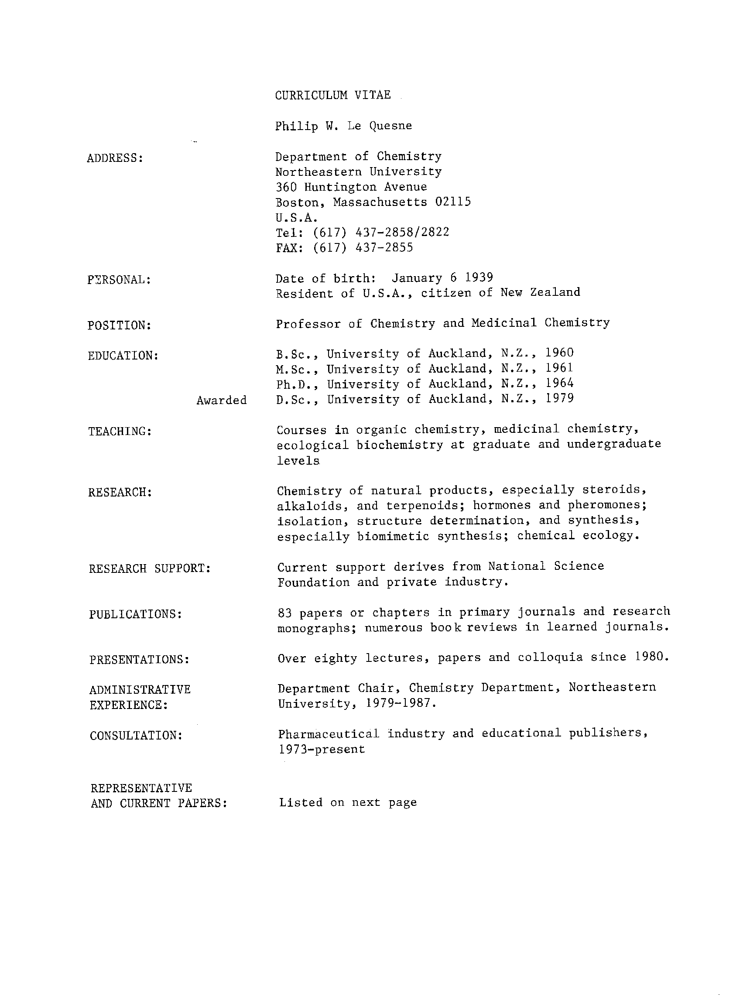 CURRICULUM VITAE
Philip W. Le Quesne
ADDRESS: Department of Chemistry
Northeastern University
360 Huntington Avenue
Boston, Massachusetts 02115
U.S.A.
Tel: (617) 437-2858/2822
FAX: (617) 437-2855
PERSONAL: Date of birth: January 6 1939
Resident of U.S.A., citizen of New Zealand
POSITION: Professor of Chemistry and Medicinal Chemistry
EDUCATION: B.Sc., University of Auckland, N.Z., 1960
M.Sc., University of Auckland, N.Z., 1961
Ph.D., University of Auckland, N.Z., 1964
Awarded D.Sc., University of Auckland, N.Z., 1979
TEACHING: Courses in organic chemistry, medicinal chemistry,
ecological biochemistry at graduate and undergraduate
levels
RESEARCH: Chemistry of natural products, especially steroids,
alkaloids, and terpenoids; hormones and pheromones;
isolation, structure determination, and synthesis,
especially biomimetic synthesis; chemical ecology.
RESEARCH SUPPORT: Current support derives from National Science
Foundation and private industry.
PUBLICATIONS: 83 papers or chapters in primary journals and research
monographs; numerous book reviews in learned journals.
PRESENTATIONS: Over eighty lectures, papers and colloquia since 1980.
ADMINISTRATIVE Department Chair, Chemistry Department, Northeastern
EXPERIENCE: University, 1979-1987.
CONSULTATION: Pharmaceutical industry and educational publishers,
1973-present
REPRESENTATIVE
AND CURRENT PAPERS: Listed on next page